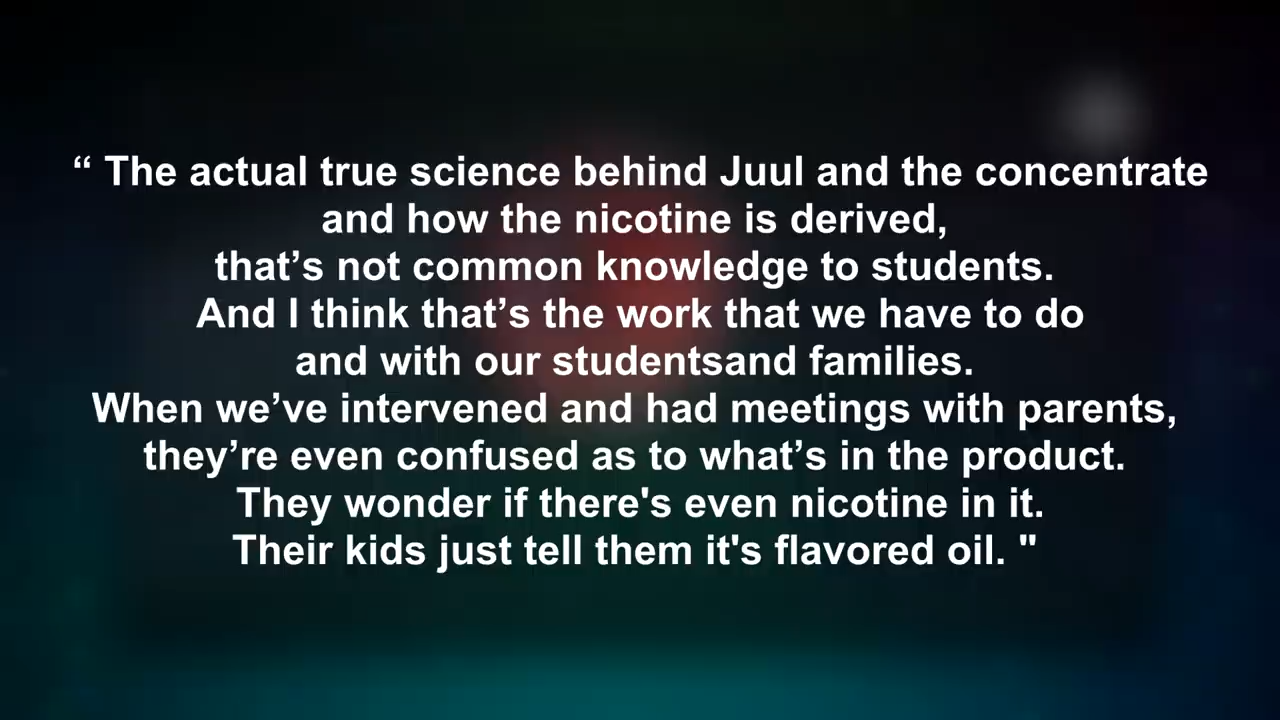 “ The actual true science behind Juul and the concentrate
and how the nicotine is derived,
that’s not common knowledge to students.
And I think that’s the work that we have to do
and with our studentsand families.
When we’ve intervened and had meetings with parents,
they’re even confused as to what’s in the product.
They wonder if there's even nicotine in it.
Their kids just tell them it's flavored oil. "